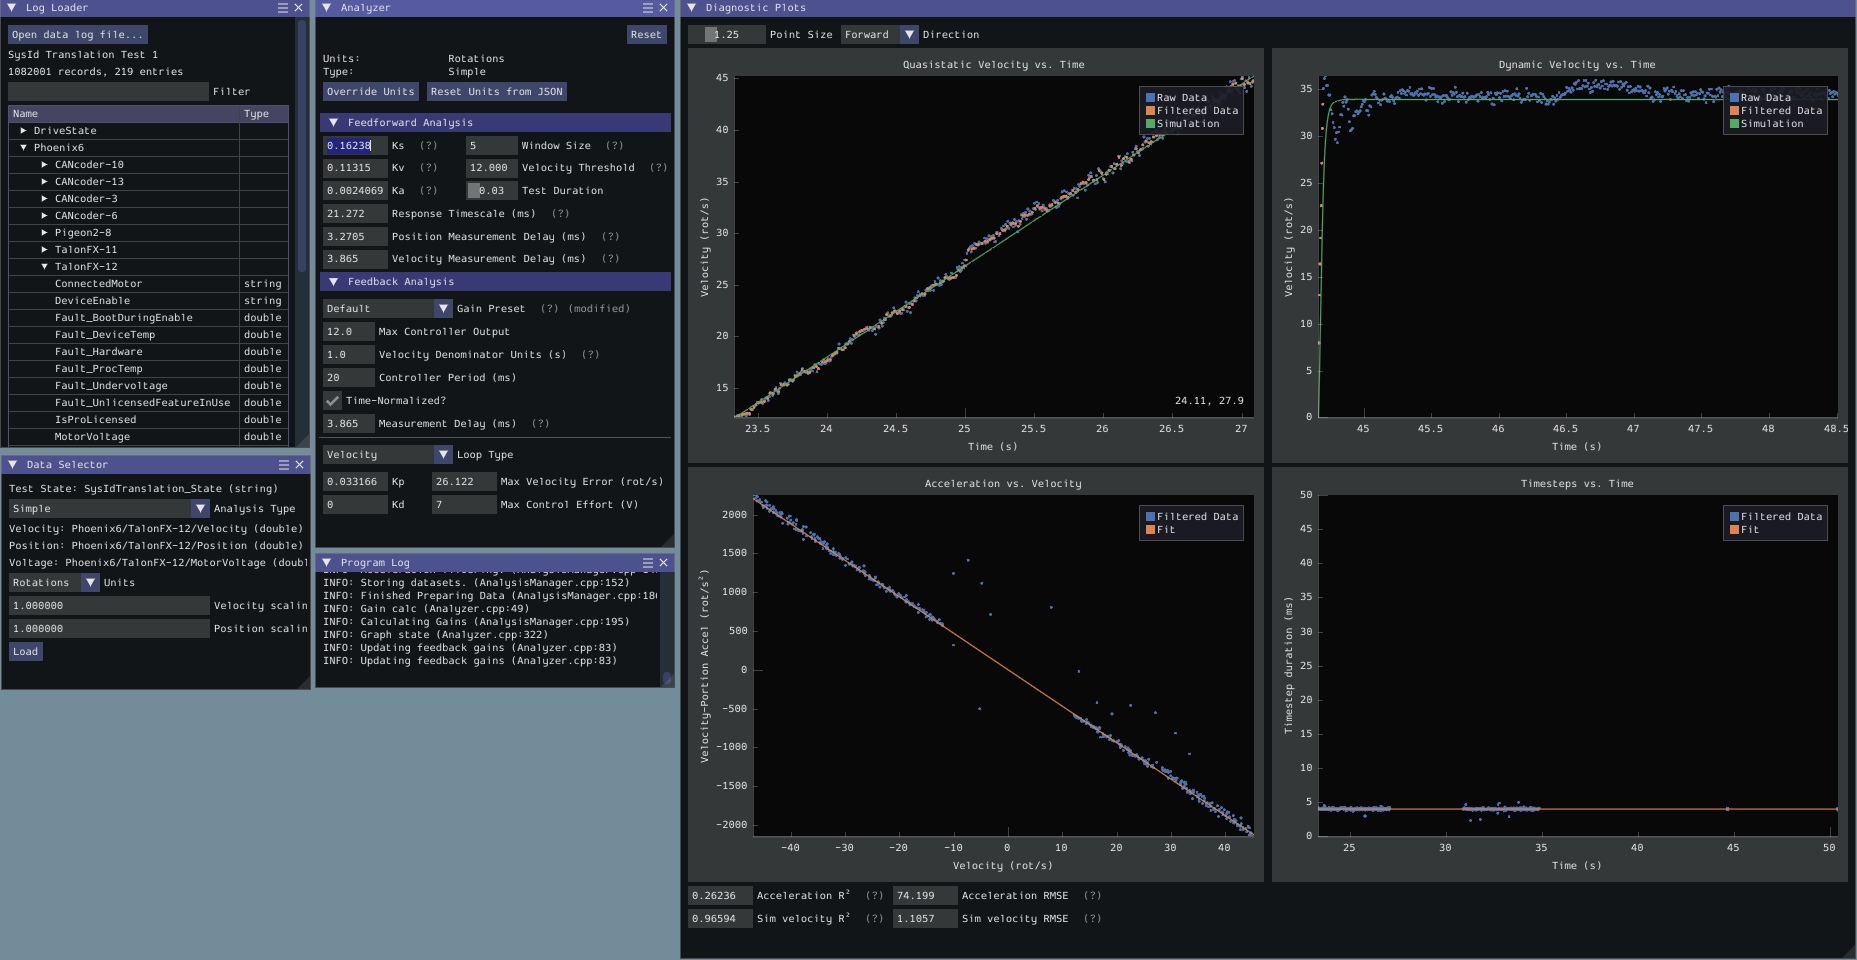 Log Loader
Open data log file...
SysId Translation Test 1
1082001 records, 219 entries
Filter
Name Type
DriveState
Phoenix6
CANcoder-10
CANcoder-13
CANcoder-3
CANcoder-6
Pigeon2-8
TalonFX-11
TalonFX-12
ConnectedMotor string
DeviceEnable string
Fault_BootDuringEnable double
Fault_DeviceTemp double
Fault_Hardware double
Fault_ProcTemp double
Fault_Undervoltage double
Fault_UnlicensedFeatureInUse double
IsProLicensed double
MotorVoltage double
Data Selector
Test State: SysIdTranslation_State (string)
Simple Analysis Type
Velocity: Phoenix6/TalonFX-12/Velocity (double)
Position: Phoenix6/TalonFX-12/Position (double)
Voltage: Phoenix6/TalonFX-12/MotorVoltage (doubl
Rotations Units
1.000000 Velocity scalin
1.000000 Position scalin
Load
Analyzer
Reset
Units: Rotations
Type: Simple
Override Units Reset Units from JSON
Feedforward Analysis
0.16238 Ks (?) 5 Window Size (?)
0.11315 Kv (?) 12.000 Velocity Threshold (?)
0.0024069 Ka (?) 0.03 Test Duration
21.272 Response Timescale (ms) (?)
3.2705 Position Measurement Delay (ms) (?)
3.865 Velocity Measurement Delay (ms) (?)
Feedback Analysis
Default Gain Preset (?) (modified)
12.0 Max Controller Output
1.0 Velocity Denominator Units (s) (?)
20 Controller Period (ms)
Time-Normalized?
3.865 Measurement Delay (ms) (?)
Velocity Loop Type
0.033166 Kp 26.122 Max Velocity Error (rot/s)
0 Kd 7 Max Control Effort (V)
Program Log
INFO: Storing datasets. (AnalysisManager.cpp:152)
INFO: Finished Preparing Data (AnalysisManager.cpp:186
INFO: Gain calc (Analyzer.cpp:49)
INFO: Calculating Gains (AnalysisManager.cpp:195)
INFO: Graph state (Analyzer.cpp:322)
INFO: Updating feedback gains (Analyzer.cpp:83)
INFO: Updating feedback gains (Analyzer.cpp:83)
Diagnostic Plots
1.25 Point Size Forward Direction
Quasistatic Velocity vs. Time
Raw Data
Filtered Data
Simulation
45
40
35
30
25
20
15
Velocity (rot/s)
24.11, 27.9
23.5 24 24.5 25 25.5 26 26.5 27
Time (s)
Dynamic Velocity vs. Time
Raw Data
Filtered Data
Simulation
35
30
25
20
15
10
5
0
Velocity (rot/s)
45 45.5 46 46.5 47 47.5 48 48.5
Time (s)
Acceleration vs. Velocity
Filtered Data
Fit
2000
1500
1000
500
0
-500
-1000
-1500
-2000
Velocity-Portion Accel (rot/s²)
-40 -30 -20 -10 0 10 20 30 40
Velocity (rot/s)
Timesteps vs. Time
Filtered Data
Fit
50
45
40
35
30
25
20
15
10
5
0
Timestep duration (ms)
25 30 35 40 45 50
Time (s)
0.26236 Acceleration R² (?) 74.199 Acceleration RMSE (?)
0.96594 Sim velocity R² (?) 1.1057 Sim velocity RMSE (?)